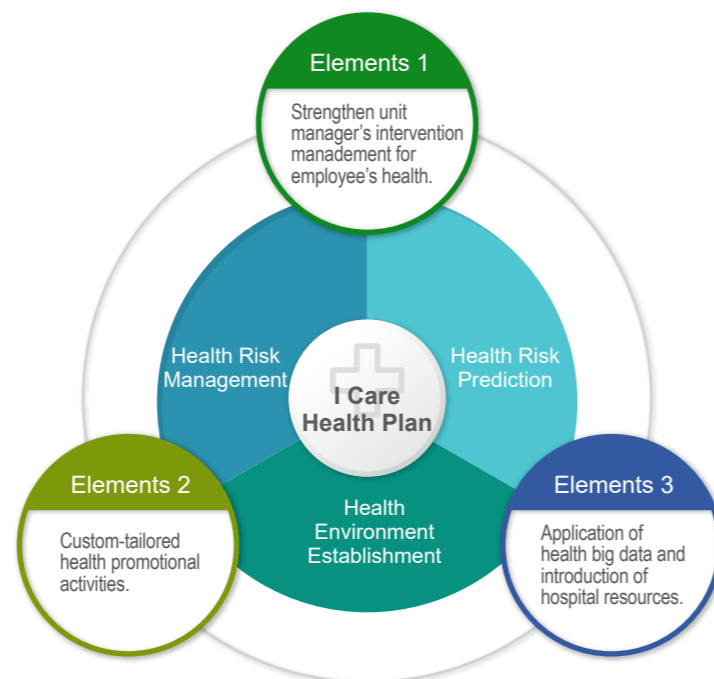 Elements 1
Strengthen unit
manager's intervention
manadement for
employee's health.
Health Risk
Management
Health Risk
Prediction
I Care
Health Plan
Health
Environment
Establishment
Elements 2
Custom-tailored
health promotional
activities.
Elements 3
Application of
health big data and
introduction of
hospital resources.